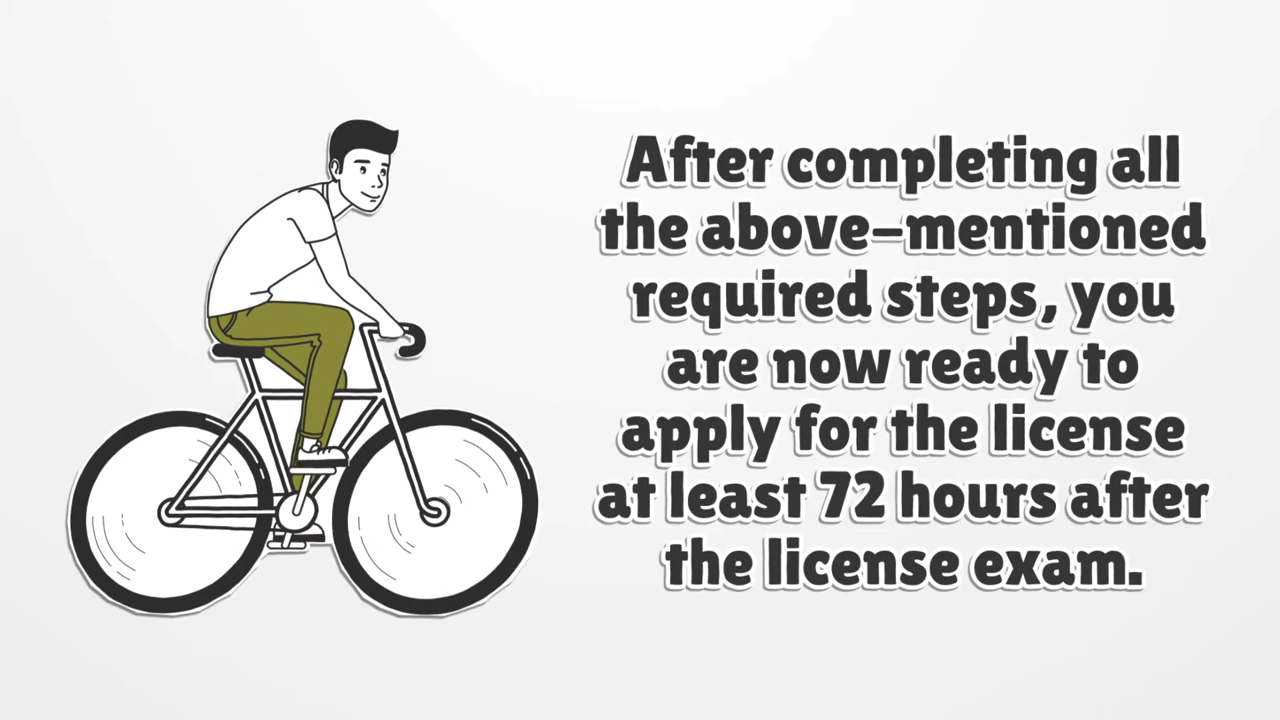 After completing all
the above–mentioned
required steps, you
are now ready to
apply for the license
at least 72 hours after
the license exam.